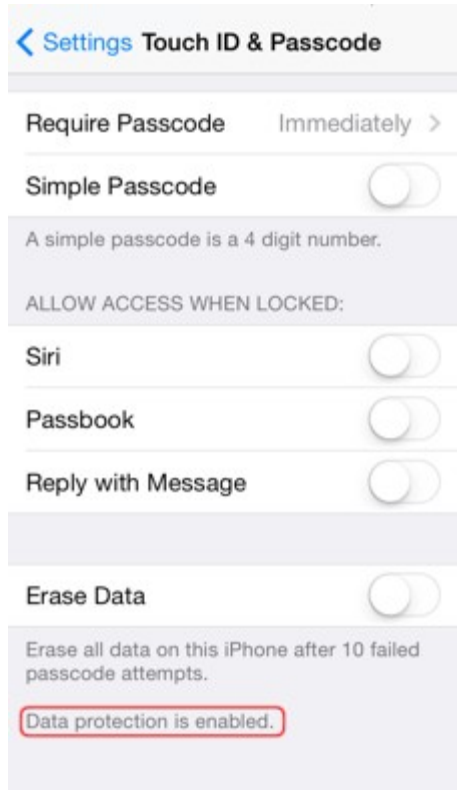 Settings Touch ID & Passcode
Require Passcode Immediately
Simple Passcode
A simple passcode is a 4 digit number.
ALLOW ACCESS WHEN LOCKED:
Siri
Passbook
Reply with Message
Erase Data
Erase all data on this iPhone after 10 failed
passcode attempts.
Data protection is enabled.